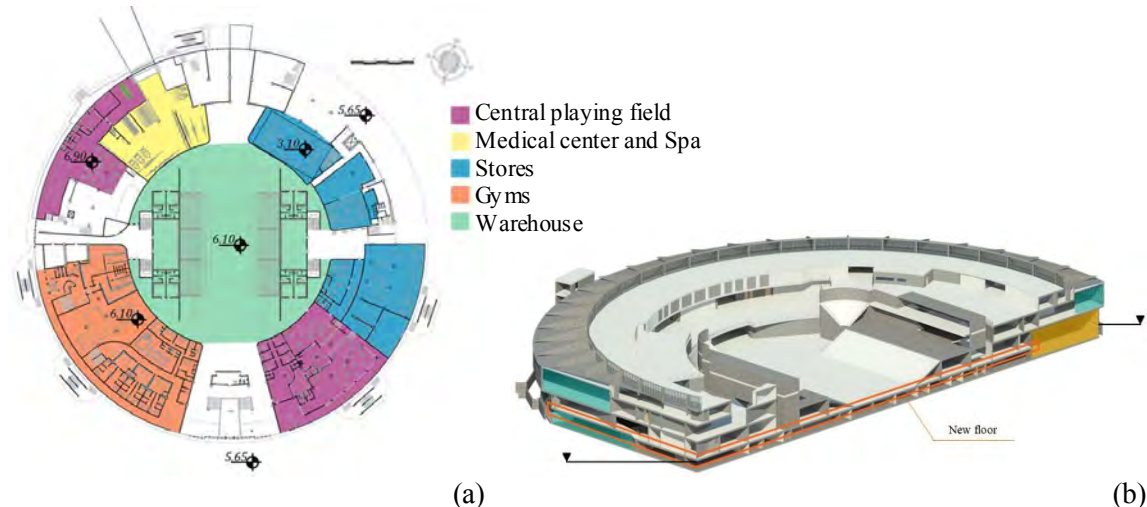 5,65
Central playing field
Medical center and Spa
3,10
Stores
6,90
Gyms
Warehouse
6,10
6,10
New floor
5,65
(a)
(b)